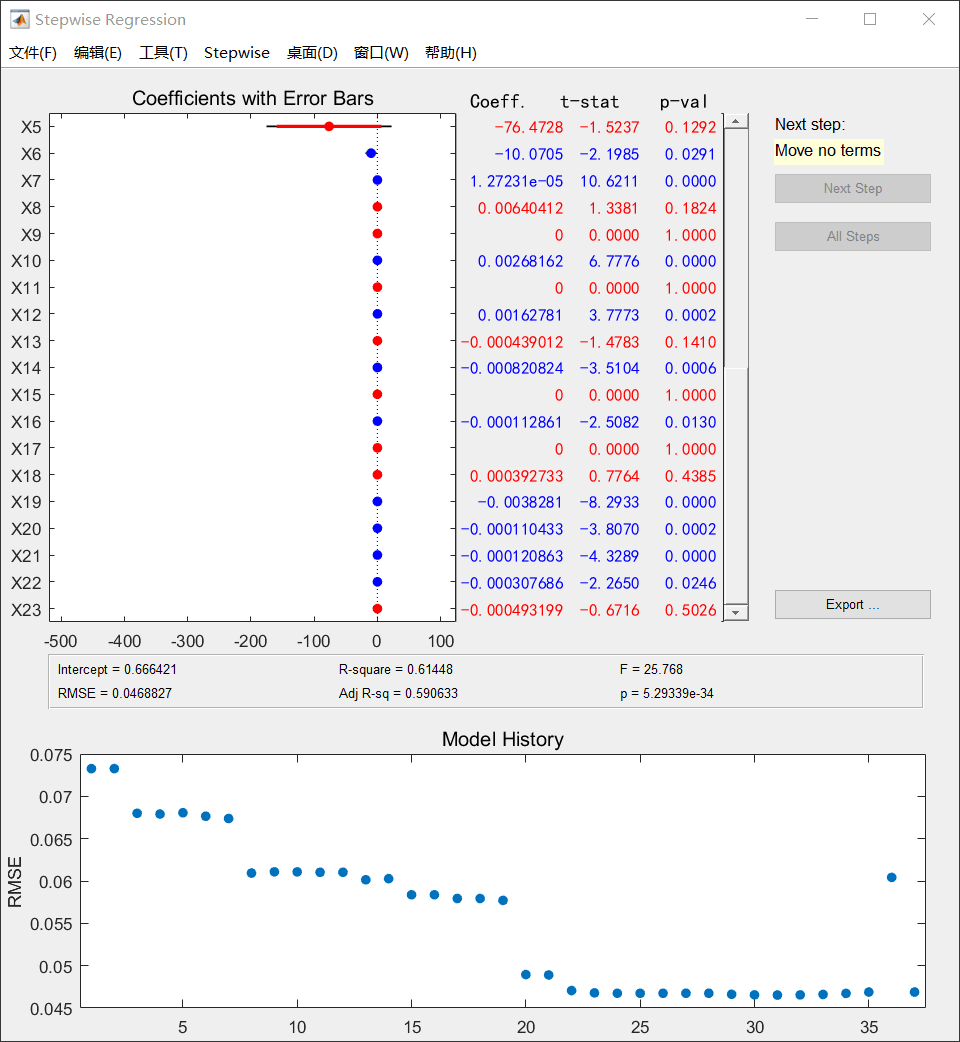 Stepwise Regression
文件(F) 编辑(E) 工具(T) Stepwise 桌面(D) 窗口(W) 帮助(H)
Coefficients with Error Bars
Coeff. t-stat p-val
X5 -76.4728 -1.5237 0.1292
X6 -10.0705 -2.1985 0.0291
X7 1.27231e-05 10.6211 0.0000
X8 0.00640412 1.3381 0.1824
X9 0 0.0000 1.0000
X10 0.00268162 6.7776 0.0000
X11 0 0.0000 1.0000
X12 0.00162781 3.7773 0.0002
X13 -0.000439012 -1.4783 0.1410
X14 -0.000820824 -3.5104 0.0006
X15 0 0.0000 1.0000
X16 -0.000112861 -2.5082 0.0130
X17 0 0.0000 1.0000
X18 0.000392733 0.7764 0.4385
X19 -0.0038281 -8.2933 0.0000
X20 -0.000110433 -3.8070 0.0002
X21 -0.000120863 -4.3289 0.0000
X22 -0.000307686 -2.2650 0.0246
X23 -0.000493199 -0.6716 0.5026
-500 -400 -300 -200 -100 0 100
Next step:
Move no terms
Next Step
All Steps
Export ...
Intercept = 0.666421 R-square = 0.61448 F = 25.768
RMSE = 0.0468827 Adj R-sq = 0.590633 p = 5.29339e-34
Model History
RMSE
0.075
0.07
0.065
0.06
0.055
0.05
0.045
5 10 15 20 25 30 35